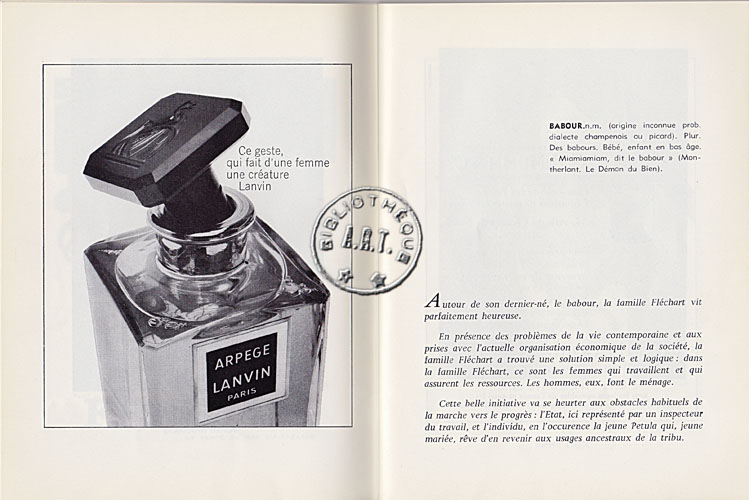 Ce geste,
qui fait d'une femme
une créature
Lanvin
ARPEGE
LANVIN
PARIS
BIBLIOTHÈQUE
A.R.T.
BABOUR.n.m. (origine inconnue prob.
dialecte champenois ou picard). Plur.
Des babours. Bébé, enfant en bas âge.
« Miamiamiam, dit le babour » (Mon-
therlant. Le Démon du Bien).
Autour de son dernier-né, le babour, la famille Fléchart vit
parfaitement heureuse.
En présence des problèmes de la vie contemporaine et aux
prises avec l'actuelle organisation économique de la société, la
famille Fléchart a trouvé une solution simple et logique : dans
la famille Fléchart, ce sont les femmes qui travaillent et qui
assurent les ressources. Les hommes, eux, font le ménage.
Cette belle initiative va se heurter aux obstacles habituels de
la marche vers le progrès : l'Etat, ici représenté par un inspecteur
du travail, et l'individu, en l'occurence la jeune Petula qui, jeune
mariée, rêve d'en revenir aux usages ancestraux de la tribu.